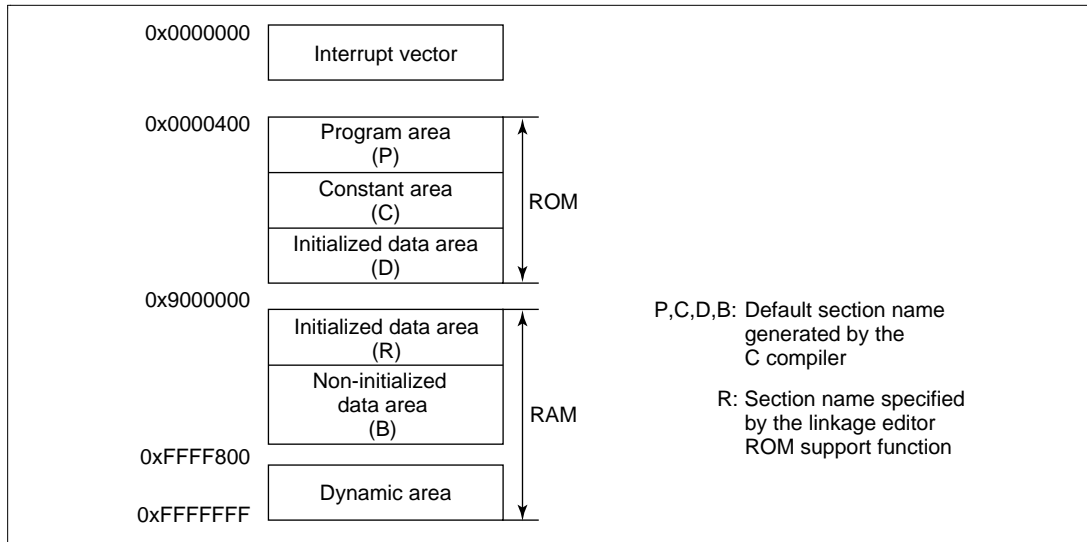 0x0000000
Interrupt vector
0x0000400
Program area
(P)
Constant area
(C)
Initialized data area
(D)
ROM
0x9000000
Initialized data area
(R)
Non-initialized
data area
(B)
RAM
0xFFFF800
Dynamic area
0xFFFFFFF
P,C,D,B: Default section name
generated by the
C compiler
R: Section name specified
by the linkage editor
ROM support function